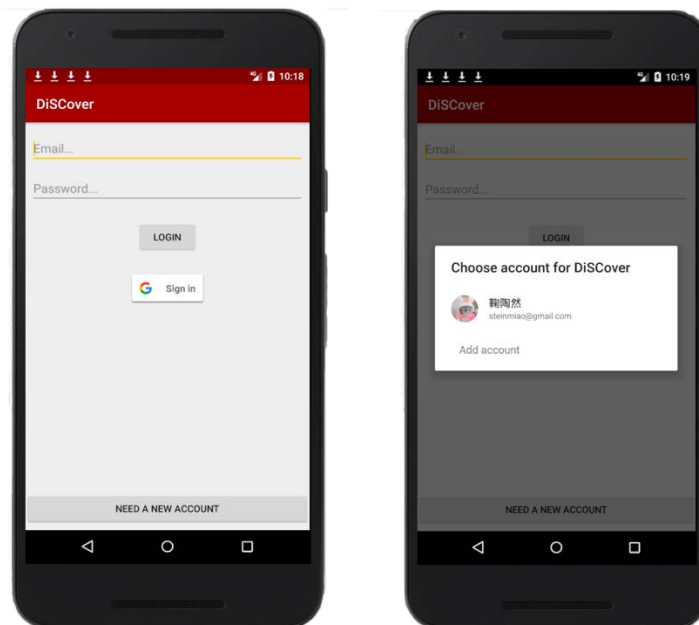 10:18
DiSCover
Email...
Password...
LOGIN
Sign in
NEED A NEW ACCOUNT
10:19
DiSCover
Email...
Password...
LOGIN
Choose account for DiSCover
鞠陶然
steinmiao@gmail.com
Add account
NEED A NEW ACCOUNT